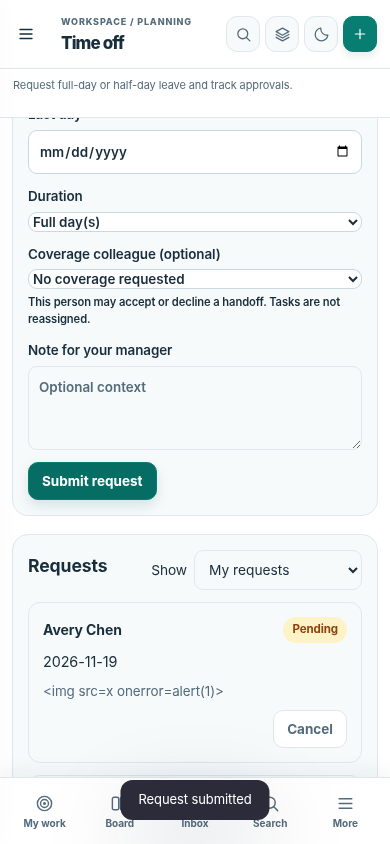 WORKSPACE / PLANNING
Time off
Request full-day or half-day leave and track approvals.
Last day
mm/dd/yyyy
Duration
Full day(s)
Coverage colleague (optional)
No coverage requested
This person may accept or decline a handoff. Tasks are not
reassigned.
Note for your manager
Optional context
Submit request
Requests
Show
My requests
Avery Chen
Pending
2026-11-19
<img src=x onerror=alert(1)>
Cancel
Request submitted
My work
Board
Inbox
Search
More